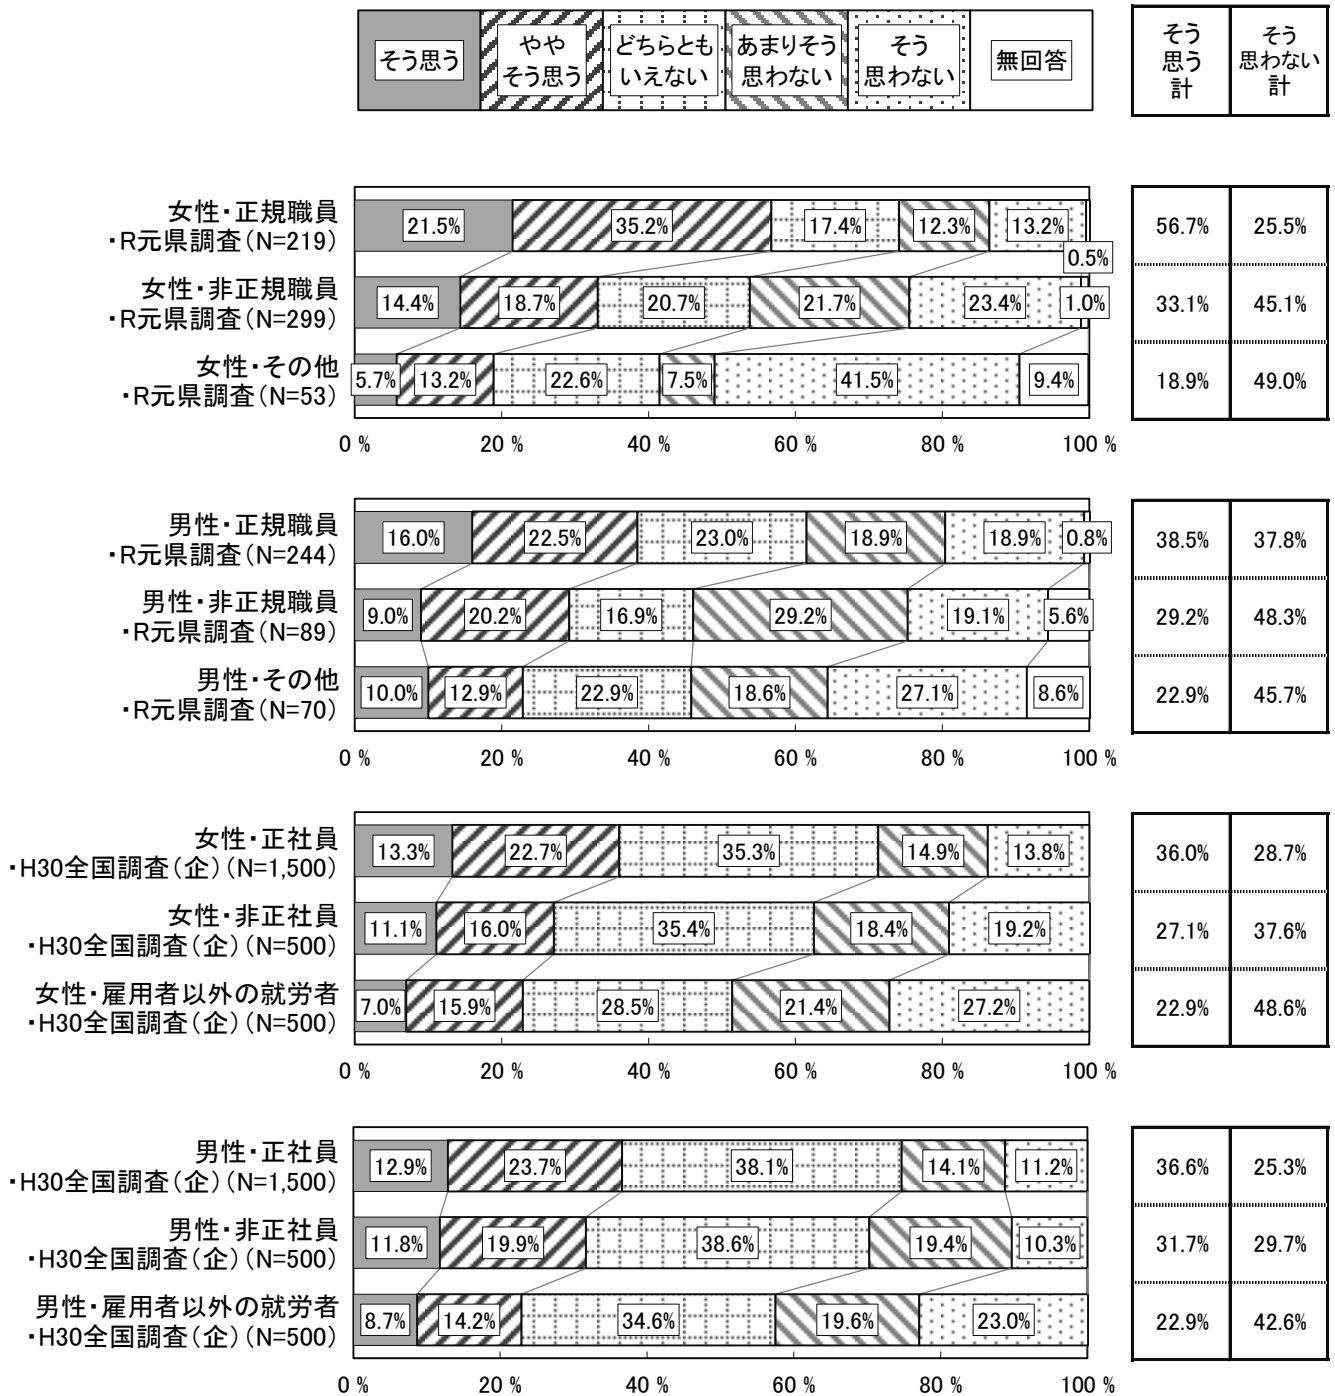 そう思う
やや
そう思う
どちらとも
いえない
あまりそう
思わない
そう
思わない
無回答
そう
思う
計
そう
思わない
計
女性・正規職員
・R元県調査(N=219)
21.5% 35.2% 17.4% 12.3% 13.2% 0.5% 56.7% 25.5%
女性・非正規職員
・R元県調査(N=299)
14.4% 18.7% 20.7% 21.7% 23.4% 1.0% 33.1% 45.1%
女性・その他
・R元県調査(N=53)
5.7% 13.2% 22.6% 7.5% 41.5% 9.4% 18.9% 49.0%
0 % 20 % 40 % 60 % 80 % 100 %
男性・正規職員
・R元県調査(N=244)
16.0% 22.5% 23.0% 18.9% 18.9% 0.8% 38.5% 37.8%
男性・非正規職員
・R元県調査(N=89)
9.0% 20.2% 16.9% 29.2% 19.1% 5.6% 29.2% 48.3%
男性・その他
・R元県調査(N=70)
10.0% 12.9% 22.9% 18.6% 27.1% 8.6% 22.9% 45.7%
0 % 20 % 40 % 60 % 80 % 100 %
女性・正社員
・H30全国調査(企)(N=1,500)
13.3% 22.7% 35.3% 14.9% 13.8% 36.0% 28.7%
女性・非正社員
・H30全国調査(企)(N=500)
11.1% 16.0% 35.4% 18.4% 19.2% 27.1% 37.6%
女性・雇用者以外の就労者
・H30全国調査(企)(N=500)
7.0% 15.9% 28.5% 21.4% 27.2% 22.9% 48.6%
0 % 20 % 40 % 60 % 80 % 100 %
男性・正社員
・H30全国調査(企)(N=1,500)
12.9% 23.7% 38.1% 14.1% 11.2% 36.6% 25.3%
男性・非正社員
・H30全国調査(企)(N=500)
11.8% 19.9% 38.6% 19.4% 10.3% 31.7% 29.7%
男性・雇用者以外の就労者
・H30全国調査(企)(N=500)
8.7% 14.2% 34.6% 19.6% 23.0% 22.9% 42.6%
0 % 20 % 40 % 60 % 80 % 100 %